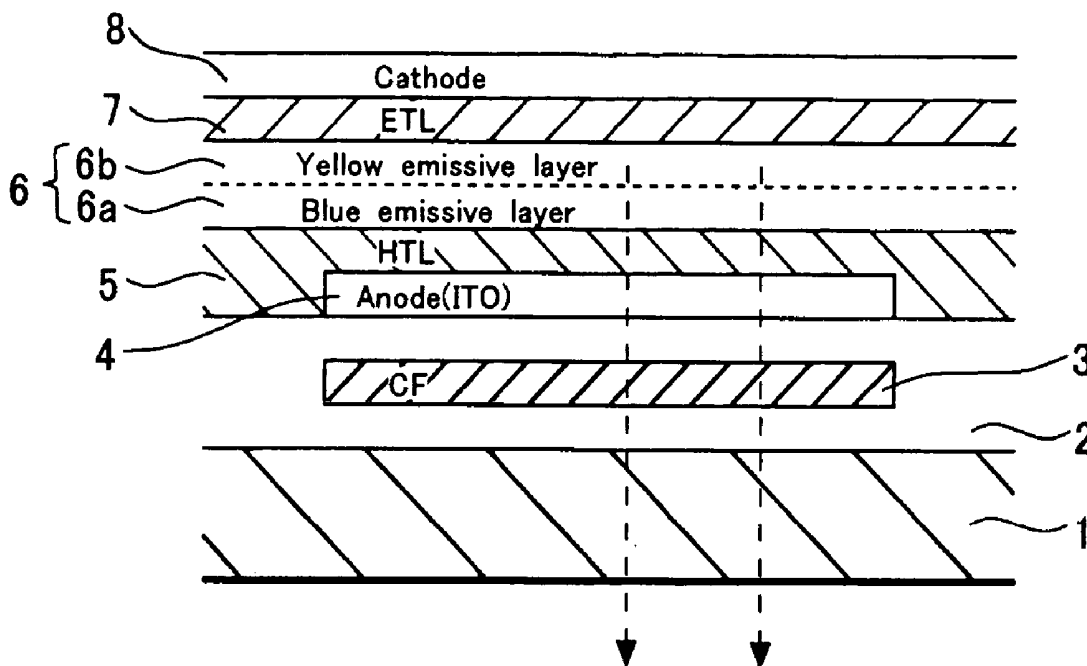 8
Cathode
7
ETL
6
6b
Yellow emissive layer
6a
Blue emissive layer
HTL
5
Anode(ITO)
4
CF
3
2
1